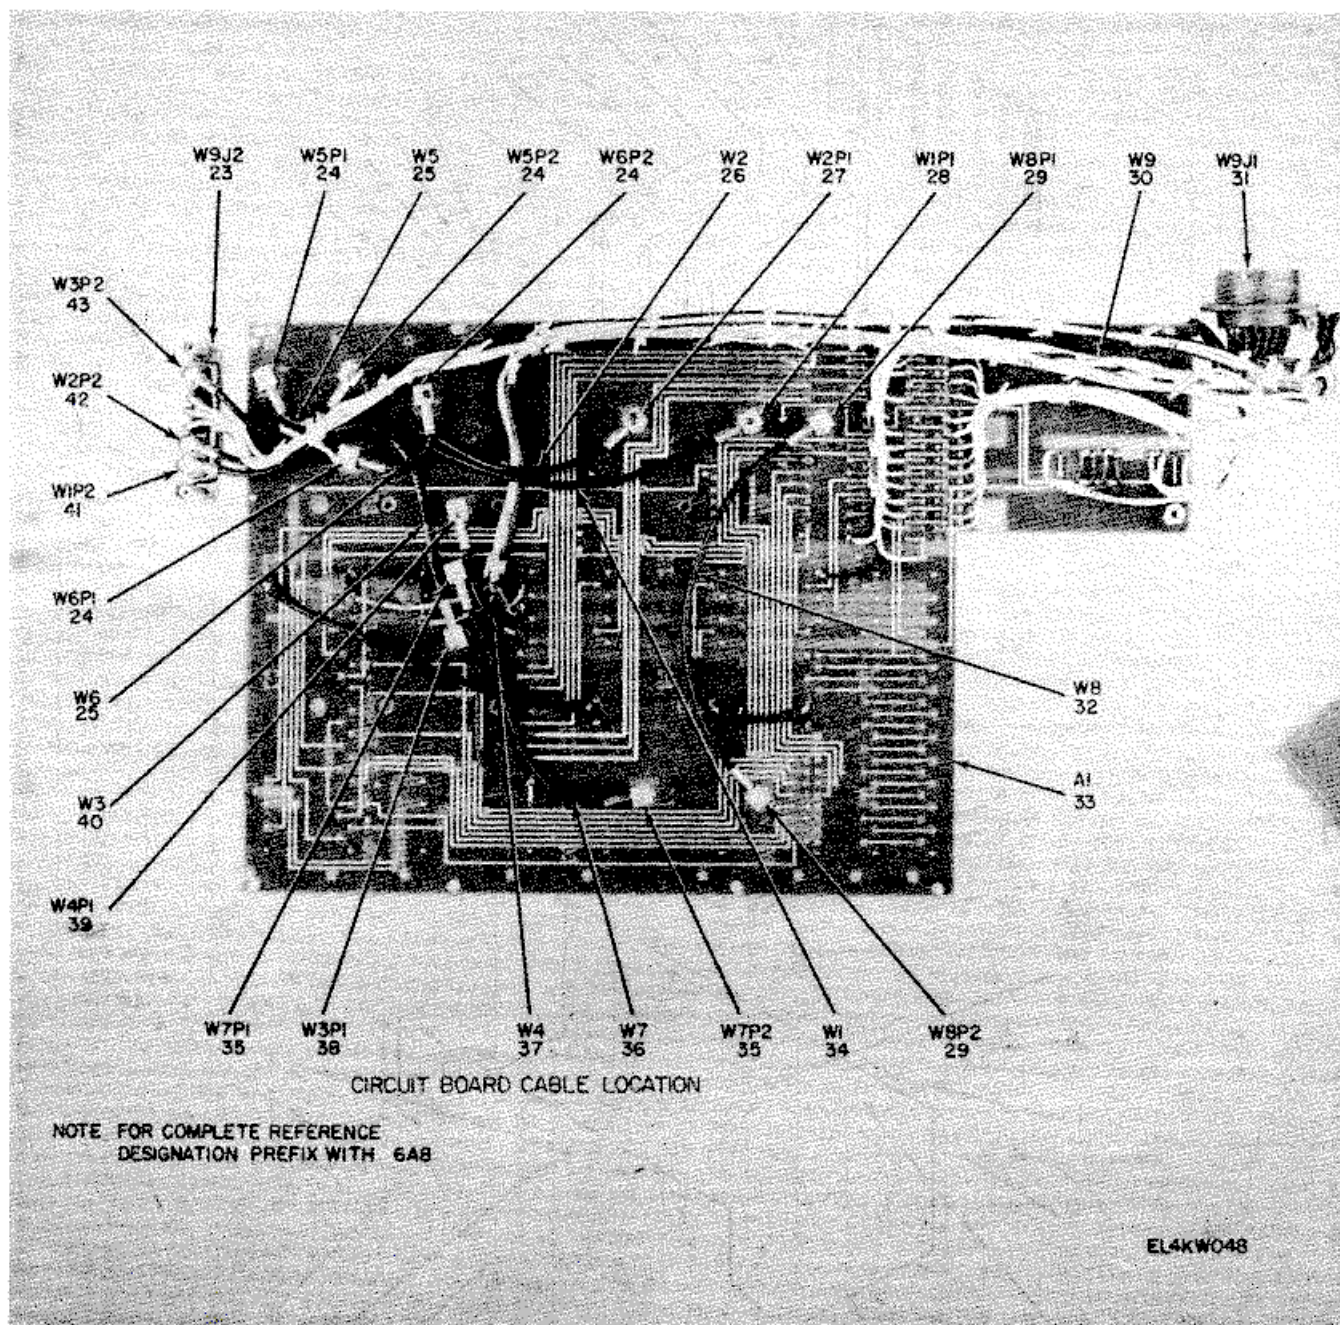 W9J2
23
W5P1
24
W5
25
W5P2
24
W6P2
24
W2
26
W2P1
27
W1P1
28
W8P1
29
W9
30
W9J1
31
W3P2
43
W2P2
42
W1P2
41
W6P1
24
W6
25
W3
40
W4P1
39
W8
32
A1
33
W7P1
35
W3P1
38
W4
37
W7
36
W7P2
35
W1
34
W8P2
29
CIRCUIT BOARD CABLE LOCATION
NOTE FOR COMPLETE REFERENCE
DESIGNATION PREFIX WITH 6A8
EL4KW048